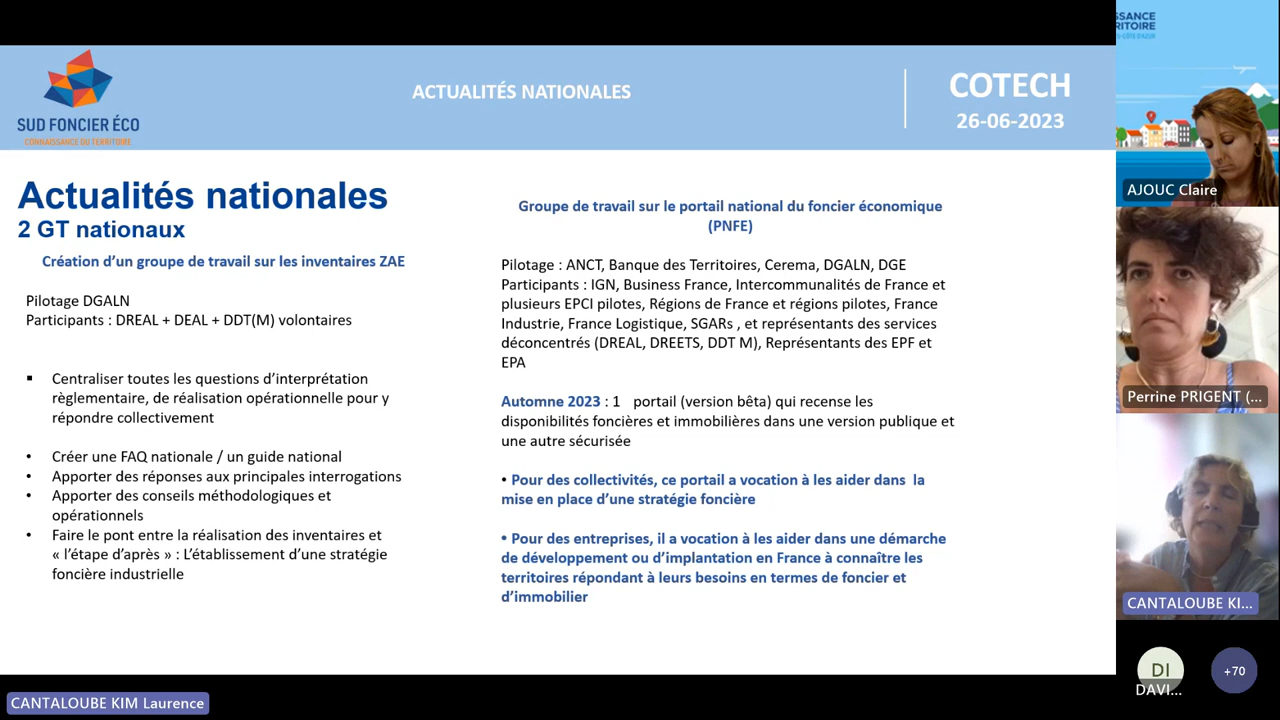 SUD FONCIER ÉCO
CONNAISSANCE DU TERRITOIRE
ACTUALITÉS NATIONALES
COTECH
26-06-2023
Actualités nationales
2 GT nationaux
Création d’un groupe de travail sur les inventaires ZAE
Pilotage DGALN
Participants : DREAL + DEAL + DDT(M) volontaires
▪ Centraliser toutes les questions d’interprétation
règlementaire, de réalisation opérationnelle pour y
répondre collectivement
• Créer une FAQ nationale / un guide national
• Apporter des réponses aux principales interrogations
• Apporter des conseils méthodologiques et
opérationnels
• Faire le pont entre la réalisation des inventaires et
« l’étape d’après » : L’établissement d’une stratégie
foncière industrielle
Groupe de travail sur le portail national du foncier économique
(PNFE)
Pilotage : ANCT, Banque des Territoires, Cerema, DGALN, DGE
Participants : IGN, Business France, Intercommunalités de France et
plusieurs EPCI pilotes, Régions de France et régions pilotes, France
Industrie, France Logistique, SGARs , et représentants des services
déconcentrés (DREAL, DREETS, DDT M), Représentants des EPF et
EPA
Automne 2023 : 1 portail (version bêta) qui recense les
disponibilités foncières et immobilières dans une version publique et
une autre sécurisée
• Pour des collectivités, ce portail a vocation à les aider dans la
mise en place d’une stratégie foncière
• Pour des entreprises, il a vocation à les aider dans une démarche
de développement ou d’implantation en France à connaître les
territoires répondant à leurs besoins en termes de foncier et
d’immobilier
SSANCE
RITOIRE
CÔTE D'AZUR
AJOUC Claire
Perrine PRIGENT (...
CANTALOUBE KI...
DI
DAVI...
+70
CANTALOUBE KIM Laurence